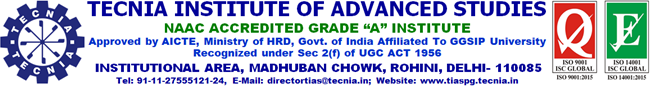 TECNIA
TECNIA
TECNIA INSTITUTE OF ADVANCED STUDIES
NAAC ACCREDITED GRADE “A” INSTITUTE
Approved by AICTE, Ministry of HRD, Govt. of India Affiliated To GGSIP University
Recognized under Sec 2(f) of UGC ACT 1956
INSTITUTIONAL AREA, MADHUBAN CHOWK, ROHINI, DELHI- 110085
Tel: 91-11-27555121-24, E-Mail: directortias@tecnia.in; Website: www.tiaspg.tecnia.in
Q
ISO 9001
ISC GLOBAL
ISO 9001:2015
E
ISO 14001
ISC GLOBAL
ISO 14001:2015